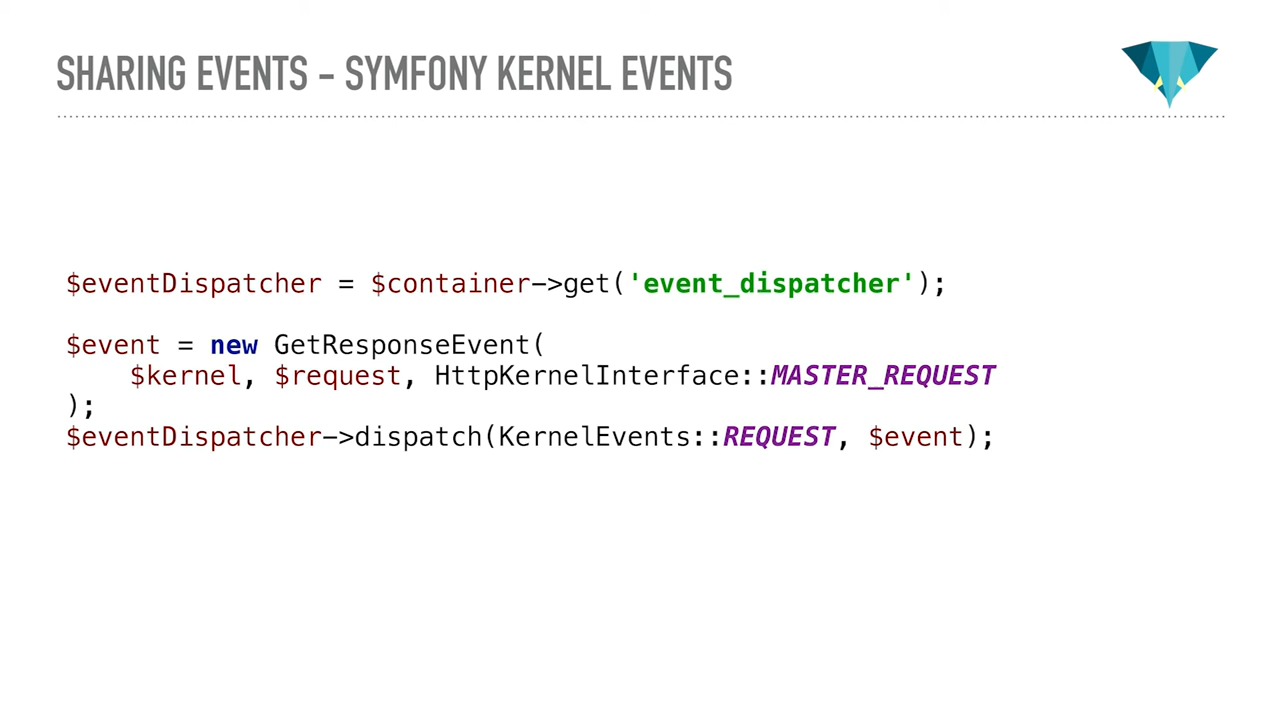 SHARING EVENTS - SYMFONY KERNEL EVENTS
$eventDispatcher = $container->get('event_dispatcher');
$event = new GetResponseEvent(
    $kernel, $request, HttpKernelInterface::MASTER_REQUEST
);
$eventDispatcher->dispatch(KernelEvents::REQUEST, $event);